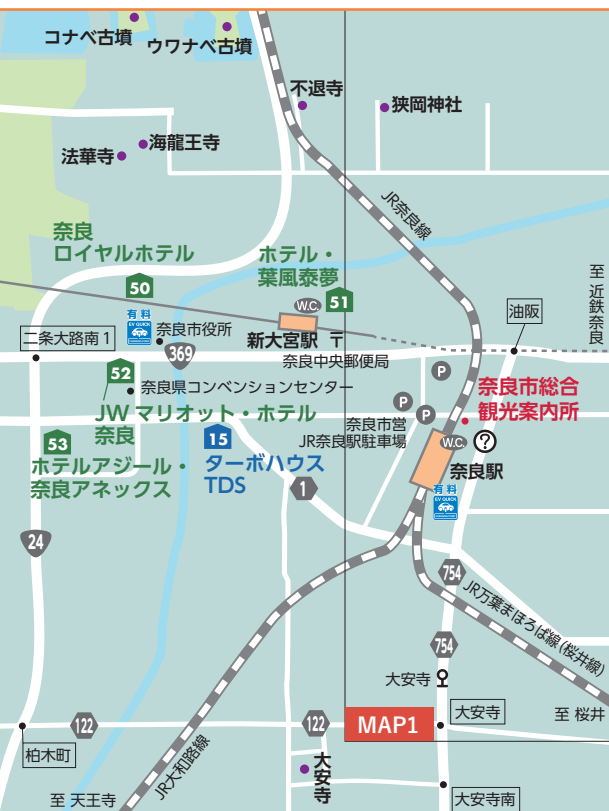 コナベ古墳
ウワナベ古墳
不退寺
狭岡神社
海龍王寺
法華寺
JR奈良線
奈良
ロイヤルホテル
ホテル・
葉風泰夢
至 近鉄奈良
50
51
W.C.
油阪
有料
EV QUICK
奈良市役所
新大宮駅 〒
二条大路南1
369
奈良中央郵便局
52
P
奈良県コンベンションセンター
奈良市総合
観光案内所
JWマリオット・ホテル
奈良
P
P
奈良市営
JR奈良駅駐車場
53
15
W.C.
?
ホテルアジール・
奈良アネックス
ターボハウス
TDS
奈良駅
1
有料
EV QUICK
24
754
JR万葉まほろば線(桜井線)
754
大安寺
122
122
MAP1
大安寺
至 桜井
柏木町
JR大和路線
大安寺
至 天王寺
大安寺南